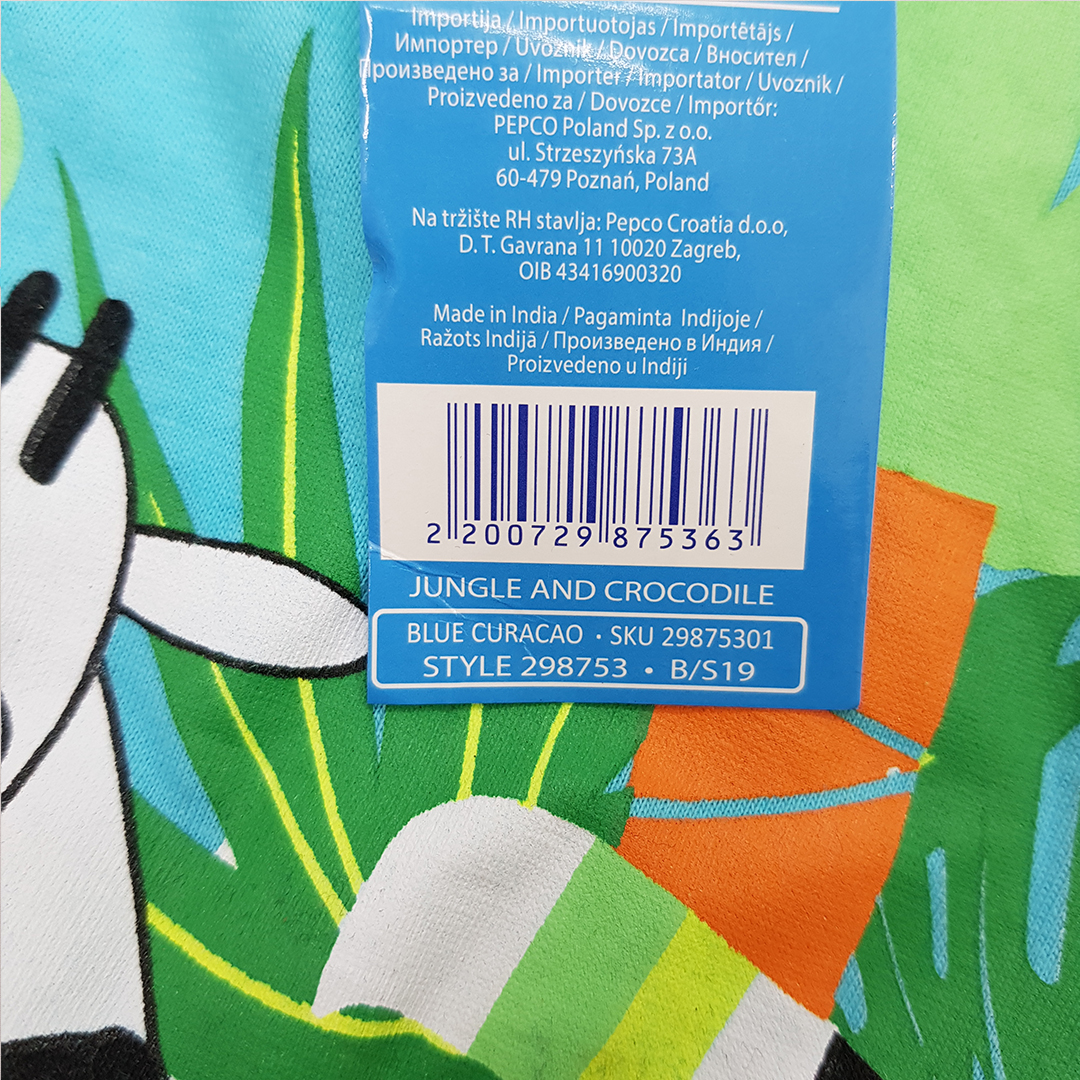 Importija / Importuotojas / Importētājs /
Импортер / Uvoznik / Dovozca / Вносител /
Произведено за / Importer / Importator / Uvoznik /
Proizvedeno za / Dovozce / Importőr:
PEPCO Poland Sp. z o.o.
ul. Strzeszyńska 73A
60-479 Poznań, Poland
Na tržište RH stavlja: Pepco Croatia d.o.o,
D. T. Gavrana 11 10020 Zagreb,
OIB 43416900320
Made in India / Pagaminta Indijoje /
Ražots Indijā / Произведено в Индия /
Proizvedeno u Indiji
2 200729 875363
JUNGLE AND CROCODILE
BLUE CURACAO • SKU 29875301
STYLE 298753 • B/S19